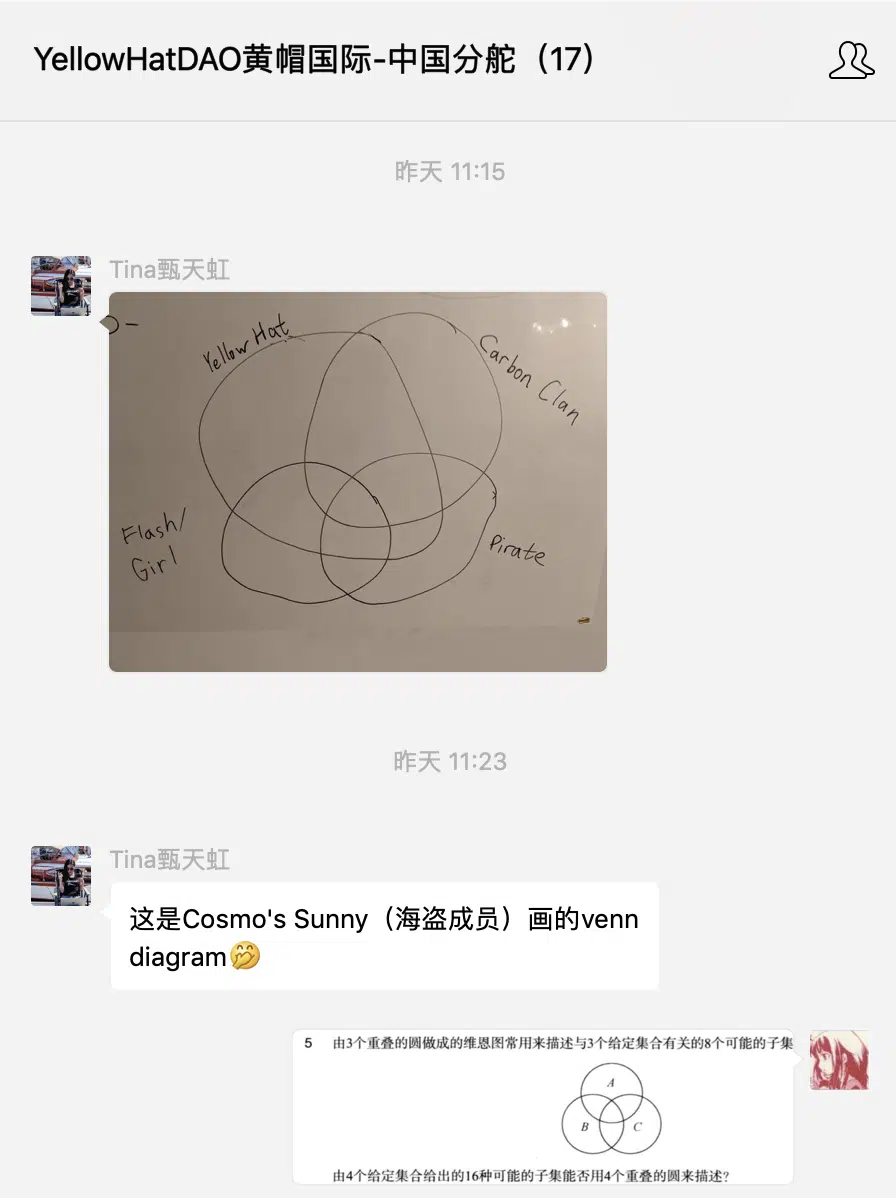 YellowHatDAO黄帽国际-中国分舵（17）
昨天 11:15
Tina甄天虹
Yellow Hat
Carbon Clan
Flash/
Girl
Pirate
昨天 11:23
Tina甄天虹
这是Cosmo's Sunny（海盗成员）画的venn
diagram🤭
5 由3个重叠的圆做成的维恩图常用来描述与3个给定集合有关的8个可能的子集
A
B C
由4个给定集合给出的16种可能的子集能否用4个重叠的圆来描述？